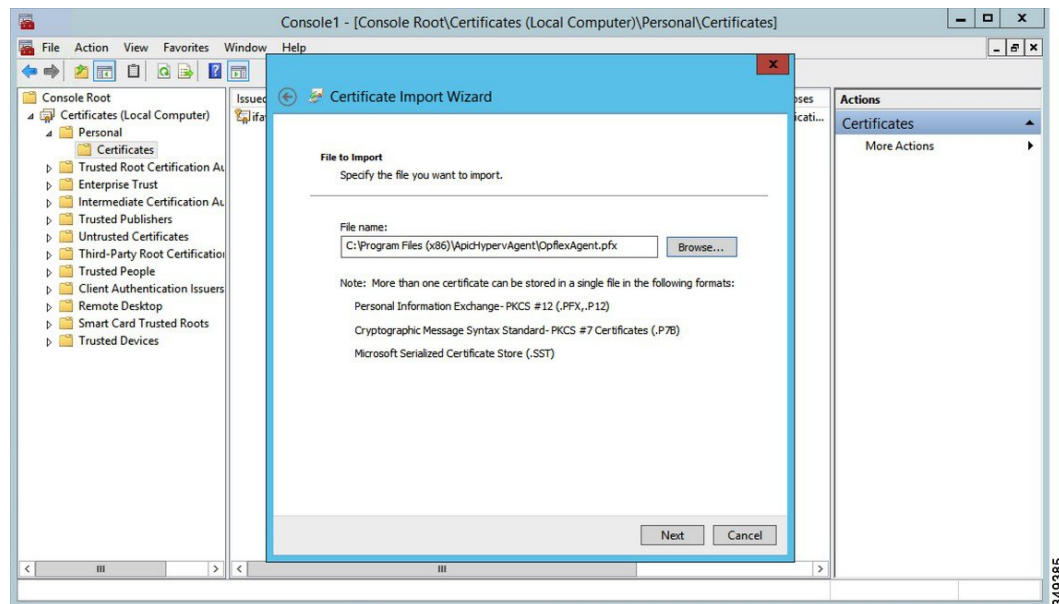 Console1 - [Console Root\Certificates (Local Computer)\Personal\Certificates]
File Action View Favorites Window Help
Console Root
Certificates (Local Computer)
Personal
Certificates
Trusted Root Certification Au
Enterprise Trust
Intermediate Certification Au
Trusted Publishers
Untrusted Certificates
Third-Party Root Certification
Trusted People
Client Authentication Issuers
Remote Desktop
Smart Card Trusted Roots
Trusted Devices
Issued
ifa
Certificate Import Wizard
File to Import
Specify the file you want to import.
File name:
C:\Program Files (x86)\ApicHypervAgent\OpflexAgent.pfx
Browse...
Note: More than one certificate can be stored in a single file in the following formats:
Personal Information Exchange- PKCS #12 (.PFX,.P12)
Cryptographic Message Syntax Standard- PKCS #7 Certificates (.P7B)
Microsoft Serialized Certificate Store (.SST)
Next Cancel
oses
icati...
Actions
Certificates
More Actions
349385